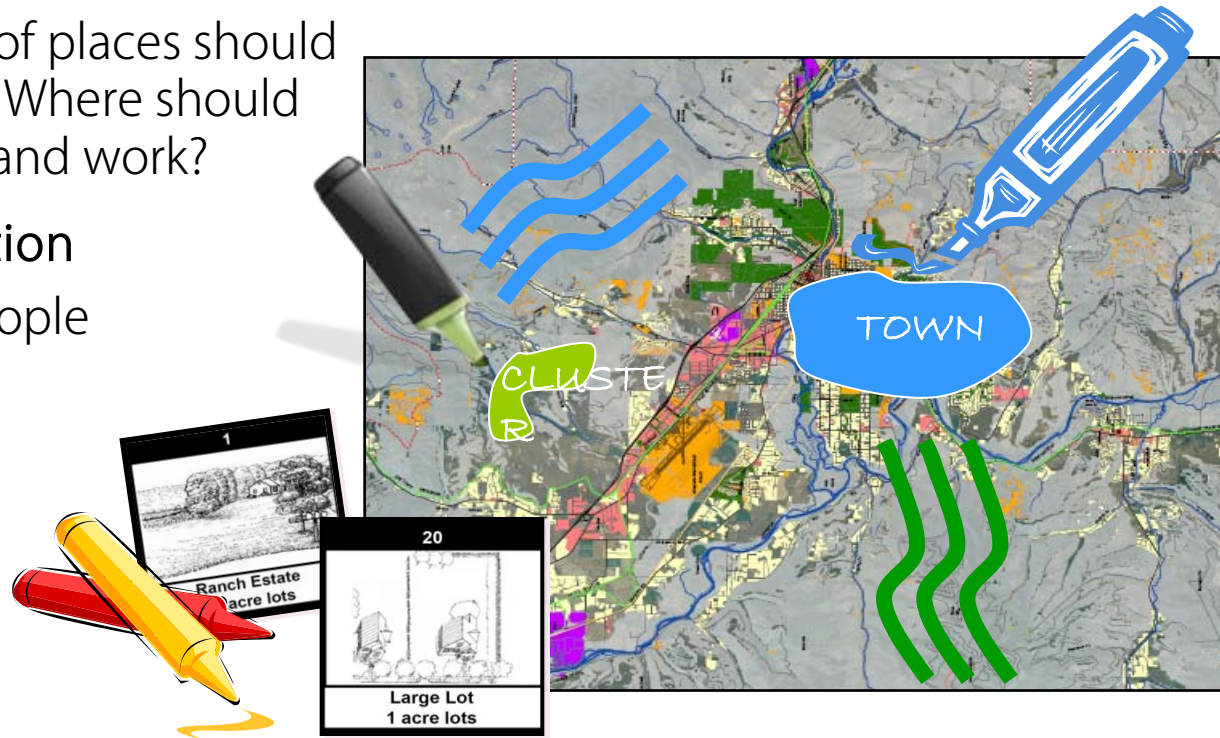 of places should
Where should
and work?
tion
ople
TOWN
CLUSTE
R
1
Ranch Estate
acre lots
20
Large Lot
1 acre lots